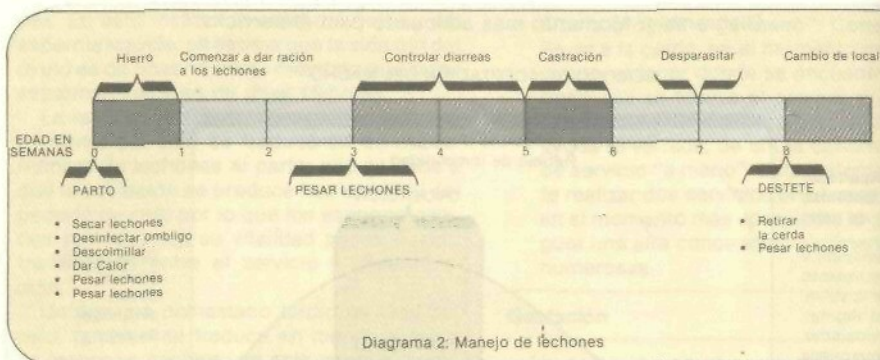 Hierro
Comenzar a dar ración
a los lechones
Controlar diarreas
Castración
Desparasitar
Cambio de local
EDAD EN
SEMANAS
0 1 2 3 4 5 6 7 8
PARTO
PESAR LECHONES
DESTETE
• Secar lechones
• Desinfectar ombligo
• Descolmillar
• Dar Calor
• Pesar lechones
• Pesar lechones
• Retirar
la cerda
• Pesar lechones
Diagrama 2: Manejo de lechones